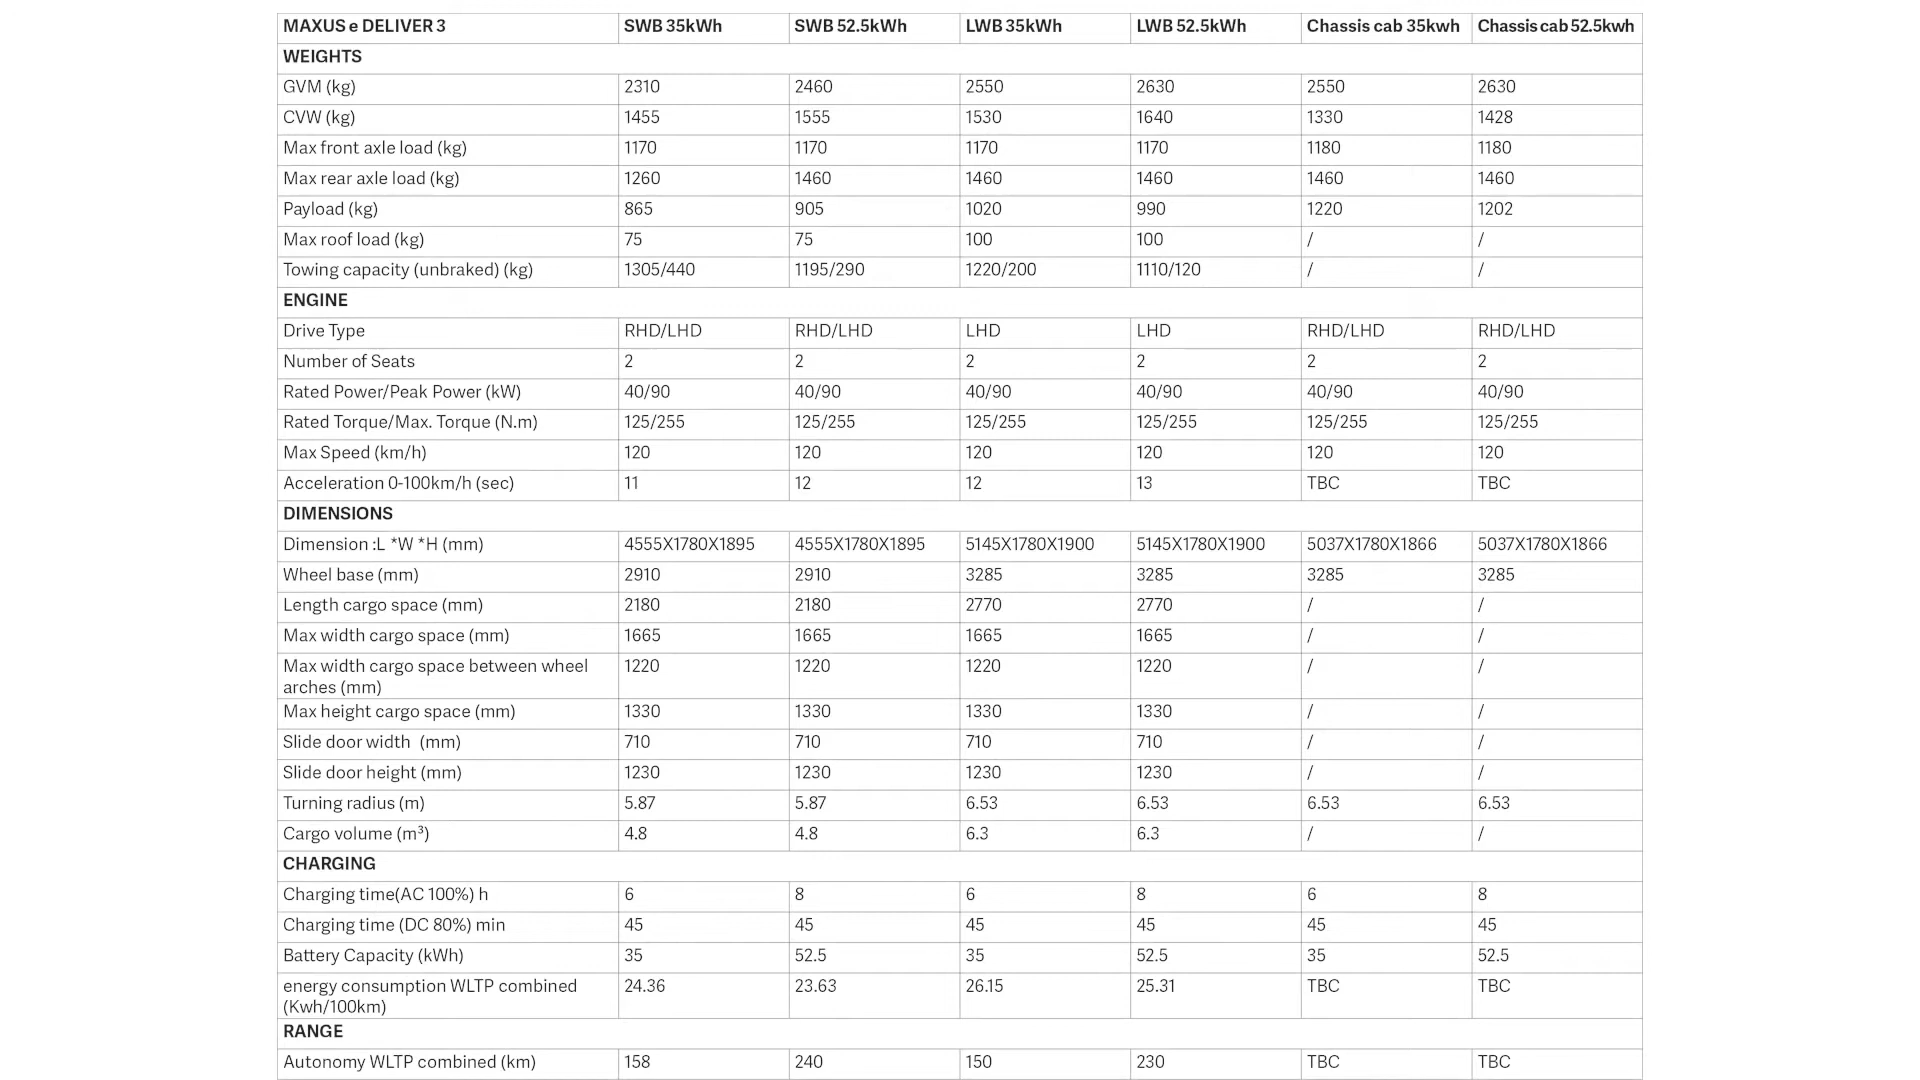 MAXUS e DELIVER 3 SWB 35kWh SWB 52.5kWh LWB 35kWh LWB 52.5kWh Chassis cab 35kwh Chassis cab 52.5kwh
WEIGHTS
GVM (kg) 2310 2460 2550 2630 2550 2630
CVW (kg) 1455 1555 1530 1640 1330 1428
Max front axle load (kg) 1170 1170 1170 1170 1180 1180
Max rear axle load (kg) 1260 1460 1460 1460 1460 1460
Payload (kg) 865 905 1020 990 1220 1202
Max roof load (kg) 75 75 100 100 / /
Towing capacity (unbraked) (kg) 1305/440 1195/290 1220/200 1110/120 / /
ENGINE
Drive Type RHD/LHD RHD/LHD LHD LHD RHD/LHD RHD/LHD
Number of Seats 2 2 2 2 2 2
Rated Power/Peak Power (kW) 40/90 40/90 40/90 40/90 40/90 40/90
Rated Torque/Max. Torque (N.m) 125/255 125/255 125/255 125/255 125/255 125/255
Max Speed (km/h) 120 120 120 120 120 120
Acceleration 0-100km/h (sec) 11 12 12 13 TBC TBC
DIMENSIONS
Dimension :L *W *H (mm) 4555X1780X1895 4555X1780X1895 5145X1780X1900 5145X1780X1900 5037X1780X1866 5037X1780X1866
Wheel base (mm) 2910 2910 3285 3285 3285 3285
Length cargo space (mm) 2180 2180 2770 2770 / /
Max width cargo space (mm) 1665 1665 1665 1665 / /
Max width cargo space between wheel 1220 1220 1220 1220 / /
arches (mm)
Max height cargo space (mm) 1330 1330 1330 1330 / /
Slide door width (mm) 710 710 710 710 / /
Slide door height (mm) 1230 1230 1230 1230 / /
Turning radius (m) 5.87 5.87 6.53 6.53 6.53 6.53
Cargo volume (m³) 4.8 4.8 6.3 6.3 / /
CHARGING
Charging time(AC 100%) h 6 8 6 8 6 8
Charging time (DC 80%) min 45 45 45 45 45 45
Battery Capacity (kWh) 35 52.5 35 52.5 35 52.5
energy consumption WLTP combined 24.36 23.63 26.15 25.31 TBC TBC
(Kwh/100km)
RANGE
Autonomy WLTP combined (km) 158 240 150 230 TBC TBC